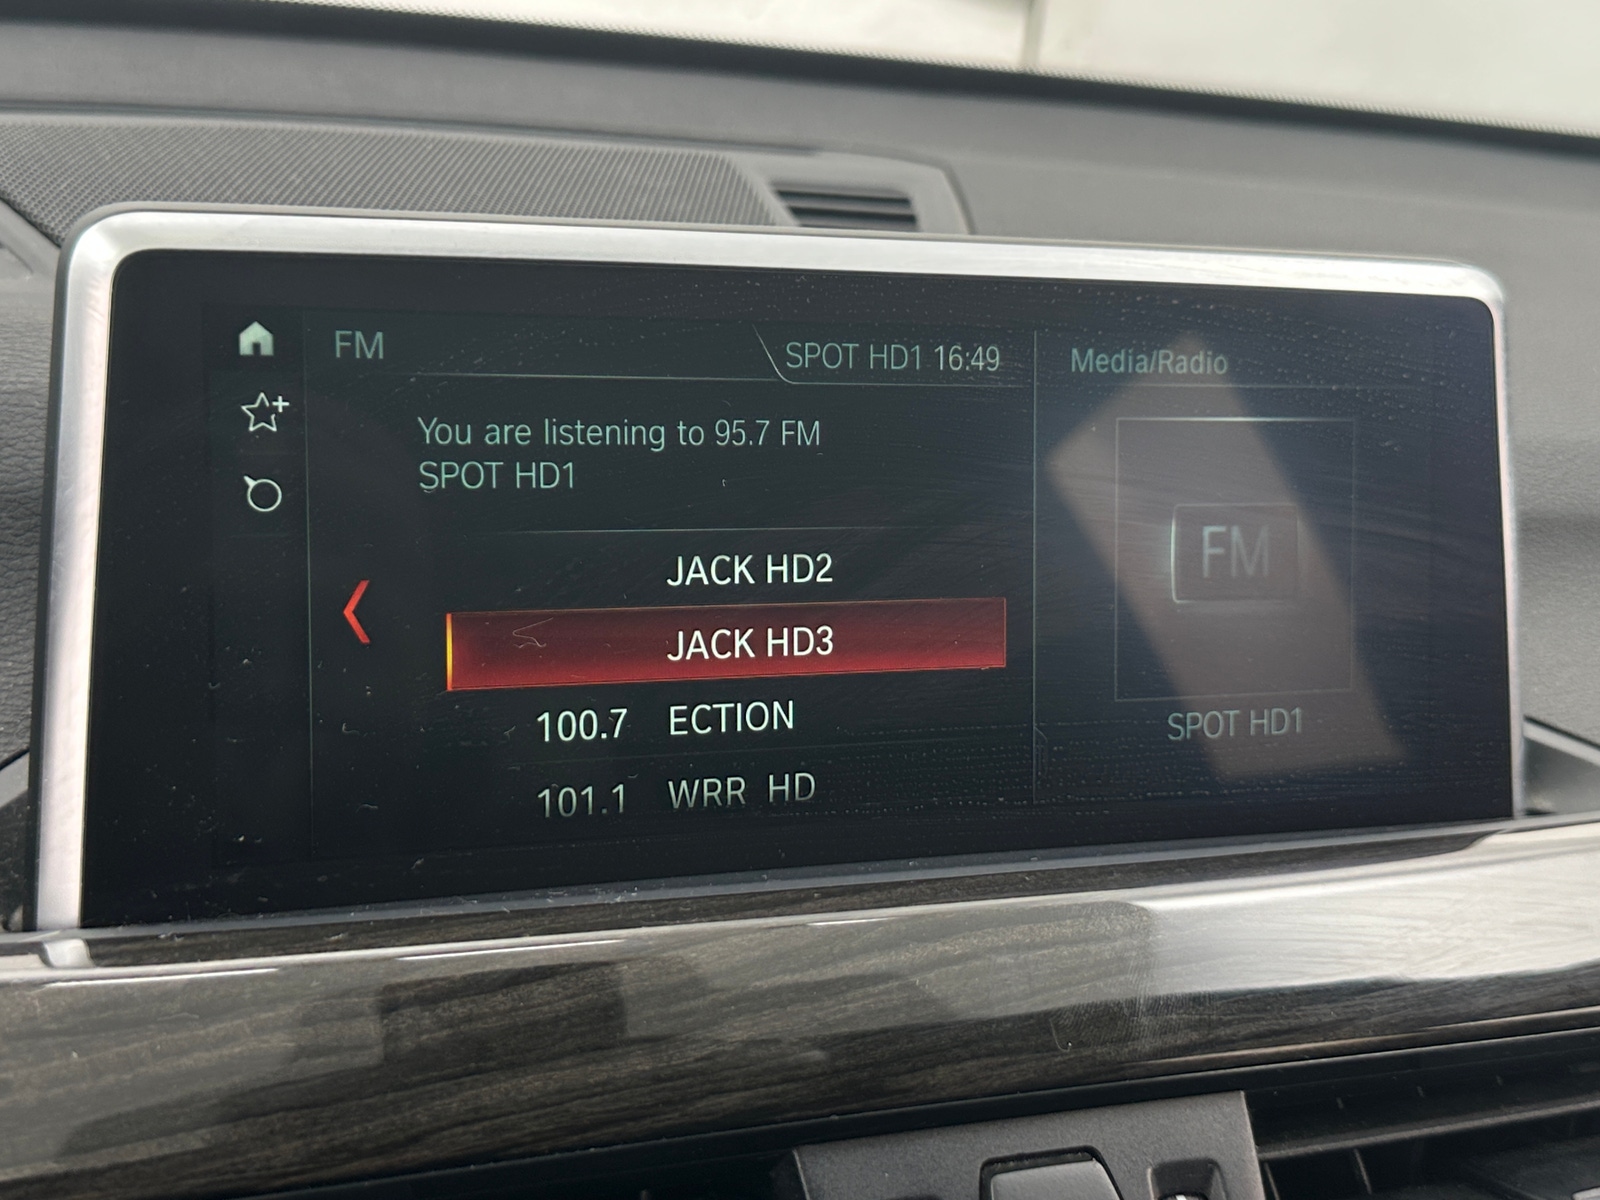 FM
SPOT HD1 16:49
Media/Radio
You are listening to 95.7 FM
SPOT HD1
JACK HD2
JACK HD3
100.7 ECTION
101.1 WRR HD
FM
SPOT HD1